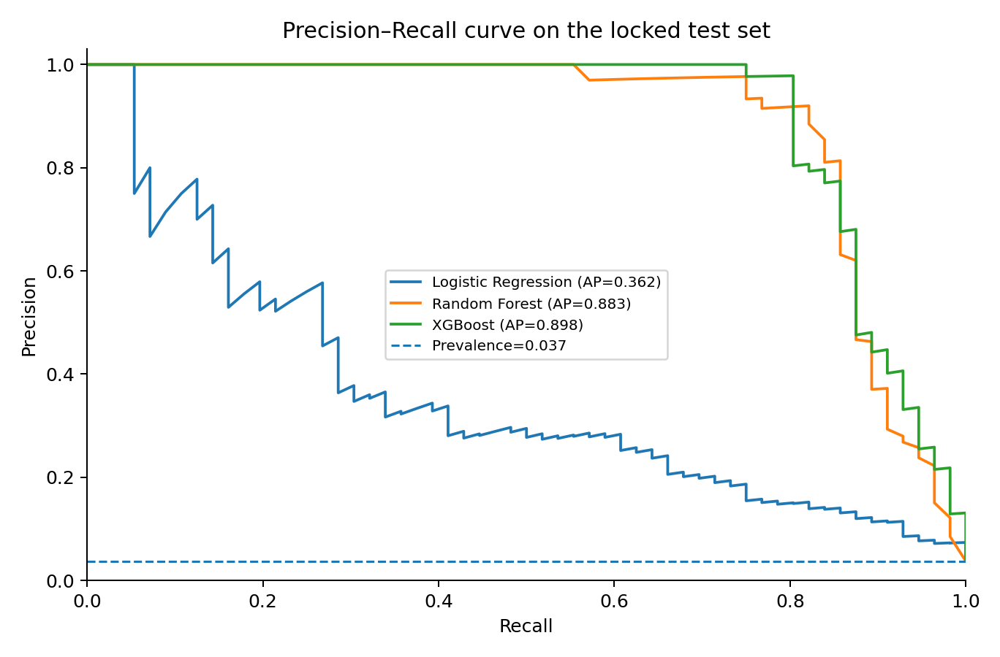 Precision–Recall curve on the locked test set
1.0
0.8
0.6
0.4
0.2
0.0
Precision
Logistic Regression (AP=0.362)
Random Forest (AP=0.883)
XGBoost (AP=0.898)
Prevalence=0.037
0.0 0.2 0.4 0.6 0.8 1.0
Recall